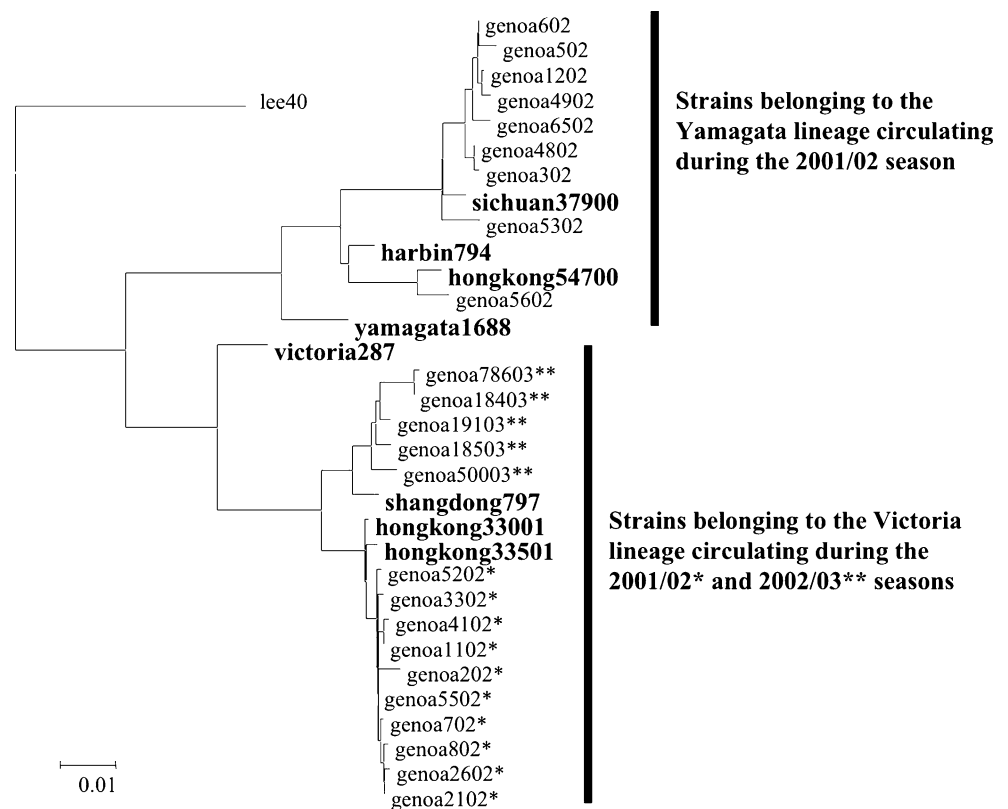 genoa602
genoa502
genoa1202
lee40
genoa4902
genoa6502
genoa4802
genoa302
sichuan37900
genoa5302
harbin794
hongkong54700
genoa5602
yamagata1688
Strains belonging to the
Yamagata lineage circulating
during the 2001/02 season
victoria287
genoa78603**
genoa18403**
genoa19103**
genoa18503**
genoa50003**
shangdong797
hongkong33001
hongkong33501
genoa5202*
genoa3302*
genoa4102*
genoa1102*
genoa202*
genoa5502*
genoa702*
genoa802*
genoa2602*
genoa2102*
Strains belonging to the Victoria
lineage circulating during the
2001/02* and 2002/03** seasons
0.01